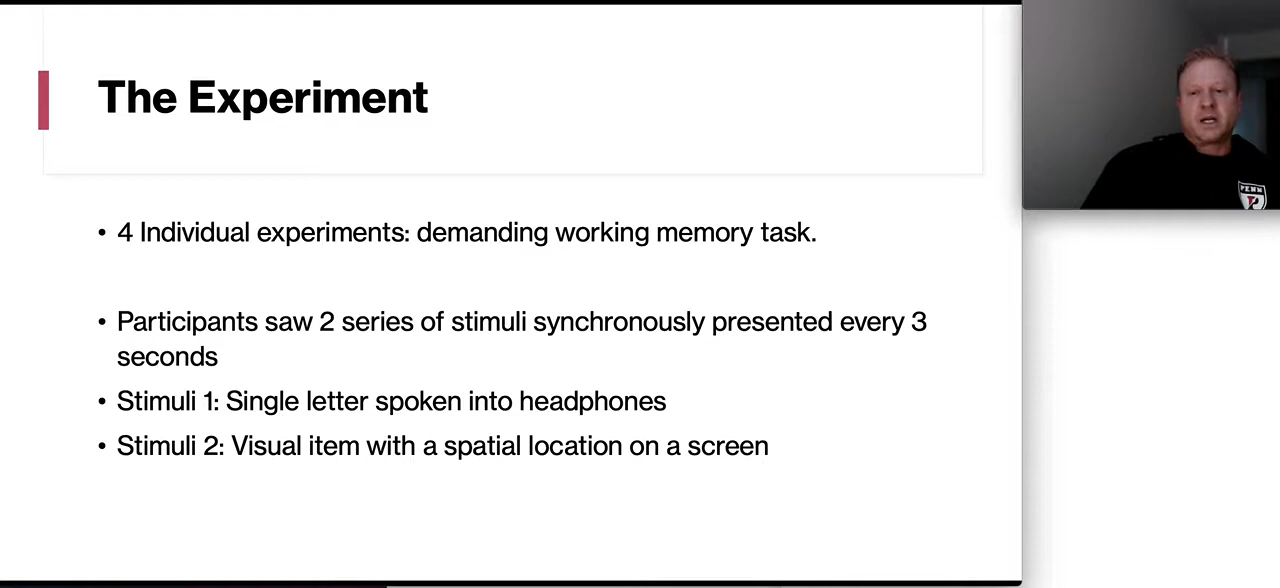 The Experiment
• 4 Individual experiments: demanding working memory task.
• Participants saw 2 series of stimuli synchronously presented every 3
seconds
• Stimuli 1: Single letter spoken into headphones
• Stimuli 2: Visual item with a spatial location on a screen
PENN
P